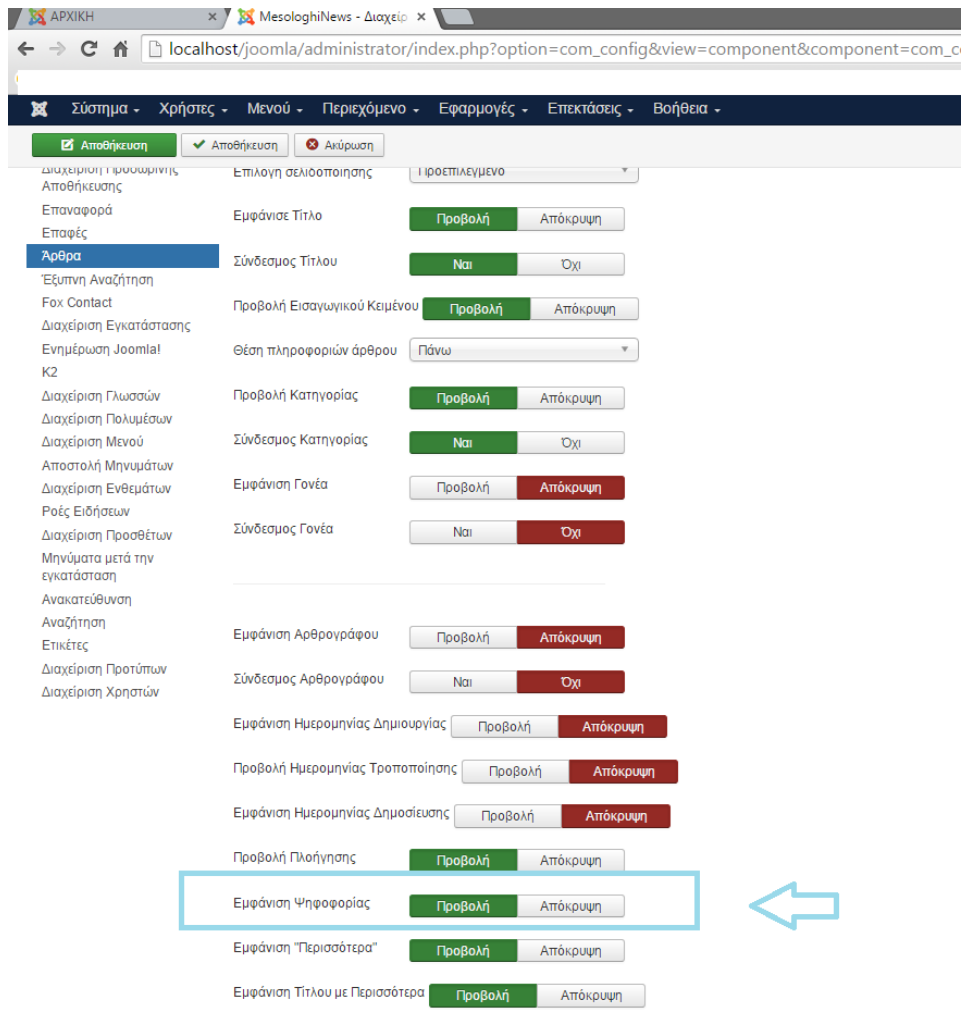 ΑΡΧΙΚΗ
MesologhiNews - Διαχείρ
localhost/joomla/administrator/index.php?option=com_config&view=component&component=com_c
Σύστημα Χρήστες Μενού Περιεχόμενο Εφαρμογές Επεκτάσεις Βοήθεια
Αποθήκευση Αποθήκευση Ακύρωση
Διαχείριση Προσωρινής
Αποθήκευσης
Επαναφορά
Επαφές
Άρθρα
Έξυπνη Αναζήτηση
Fox Contact
Διαχείριση Εγκατάστασης
Ενημέρωση Joomla!
K2
Διαχείριση Γλωσσών
Διαχείριση Πολυμέσων
Διαχείριση Μενού
Αποστολή Μηνυμάτων
Διαχείριση Ενθεμάτων
Ροές Ειδήσεων
Διαχείριση Προσθέτων
Μηνύματα μετά την
εγκατάσταση
Ανακατεύθυνση
Αναζήτηση
Ετικέτες
Διαχείριση Προτύπων
Διαχείριση Χρηστών
Επιλογή σελιδοποίησης Προεπιλεγμένο
Εμφάνισε Τίτλο Προβολή Απόκρυψη
Σύνδεσμος Τίτλου Ναι Όχι
Προβολή Εισαγωγικού Κειμένου Προβολή Απόκρυψη
Θέση πληροφοριών άρθρου Πάνω
Προβολή Κατηγορίας Προβολή Απόκρυψη
Σύνδεσμος Κατηγορίας Ναι Όχι
Εμφάνιση Γονέα Προβολή Απόκρυψη
Σύνδεσμος Γονέα Ναι Όχι
Εμφάνιση Αρθρογράφου Προβολή Απόκρυψη
Σύνδεσμος Αρθρογράφου Ναι Όχι
Εμφάνιση Ημερομηνίας Δημιουργίας Προβολή Απόκρυψη
Προβολή Ημερομηνίας Τροποποίησης Προβολή Απόκρυψη
Εμφάνιση Ημερομηνίας Δημοσίευσης Προβολή Απόκρυψη
Προβολή Πλοήγησης Προβολή Απόκρυψη
Εμφάνιση Ψηφοφορίας Προβολή Απόκρυψη
Εμφάνιση "Περισσότερα" Προβολή Απόκρυψη
Εμφάνιση Τίτλου με Περισσότερα Προβολή Απόκρυψη